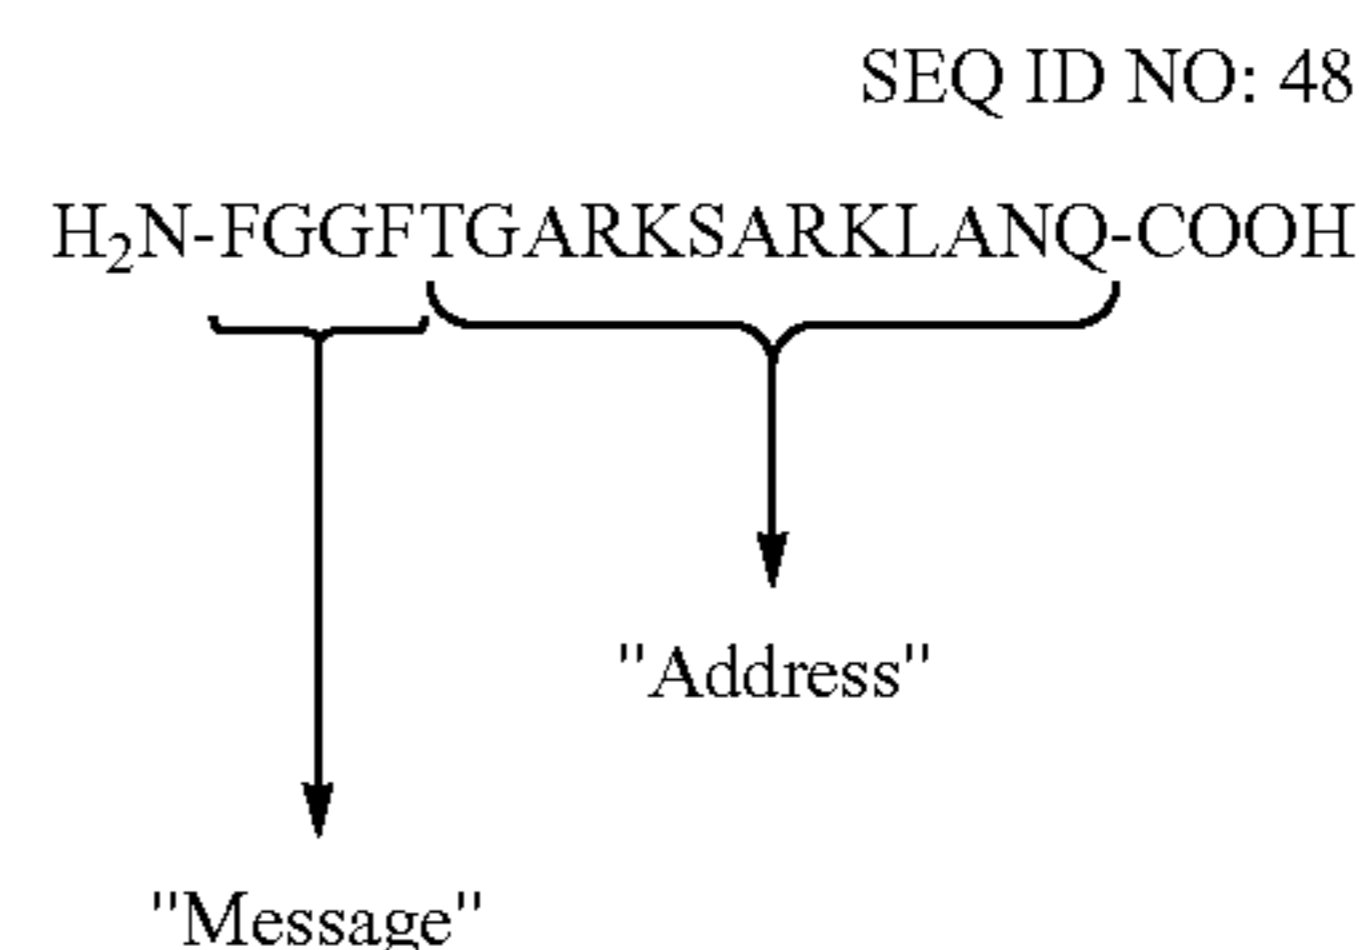 SEQ ID NO: 48
H₂N-FGGFTGARKSARKLANQ-COOH
"Address"
"Message"